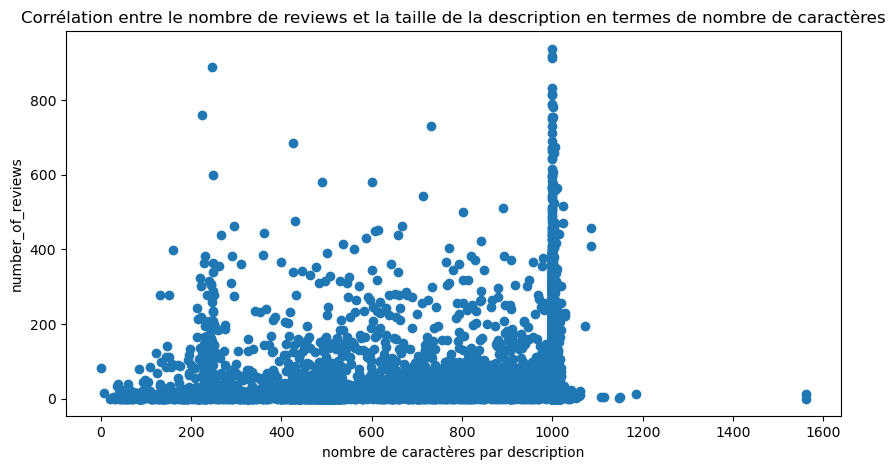 Corrélation entre le nombre de reviews et la taille de la description en termes de nombre de caractères
number_of_reviews
800
600
400
200
0
0 200 400 600 800 1000 1200 1400 1600
nombre de caractères par description